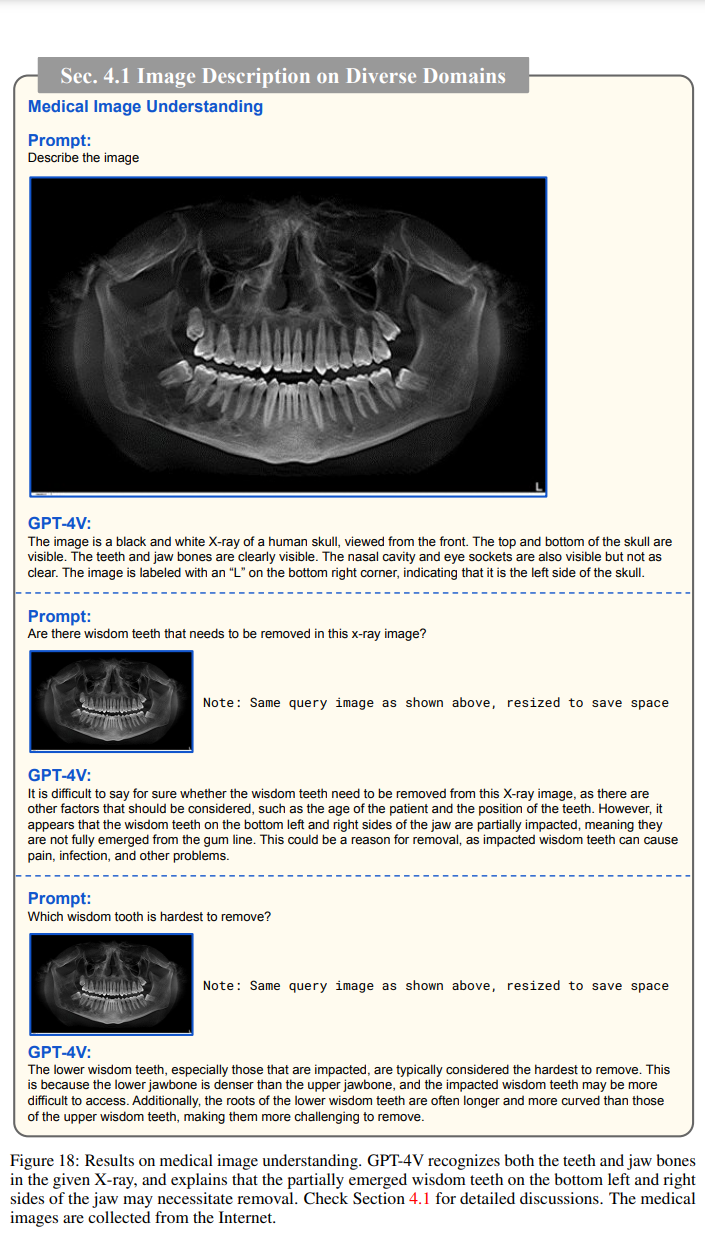 Sec. 4.1 Image Description on Diverse Domains
Medical Image Understanding
Prompt:
Describe the image
L
GPT-4V:
The image is a black and white X-ray of a human skull, viewed from the front. The top and bottom of the skull are
visible. The teeth and jaw bones are clearly visible. The nasal cavity and eye sockets are also visible but not as
clear. The image is labeled with an “L” on the bottom right corner, indicating that it is the left side of the skull.
Prompt:
Are there wisdom teeth that needs to be removed in this x-ray image?
Note: Same query image as shown above, resized to save space
GPT-4V:
It is difficult to say for sure whether the wisdom teeth need to be removed from this X-ray image, as there are
other factors that should be considered, such as the age of the patient and the position of the teeth. However, it
appears that the wisdom teeth on the bottom left and right sides of the jaw are partially impacted, meaning they
are not fully emerged from the gum line. This could be a reason for removal, as impacted wisdom teeth can cause
pain, infection, and other problems.
Prompt:
Which wisdom tooth is hardest to remove?
Note: Same query image as shown above, resized to save space
GPT-4V:
The lower wisdom teeth, especially those that are impacted, are typically considered the hardest to remove. This
is because the lower jawbone is denser than the upper jawbone, and the impacted wisdom teeth may be more
difficult to access. Additionally, the roots of the lower wisdom teeth are often longer and more curved than those
of the upper wisdom teeth, making them more challenging to remove.
Figure 18: Results on medical image understanding. GPT-4V recognizes both the teeth and jaw bones
in the given X-ray, and explains that the partially emerged wisdom teeth on the bottom left and right
sides of the jaw may necessitate removal. Check Section 4.1 for detailed discussions. The medical
images are collected from the Internet.